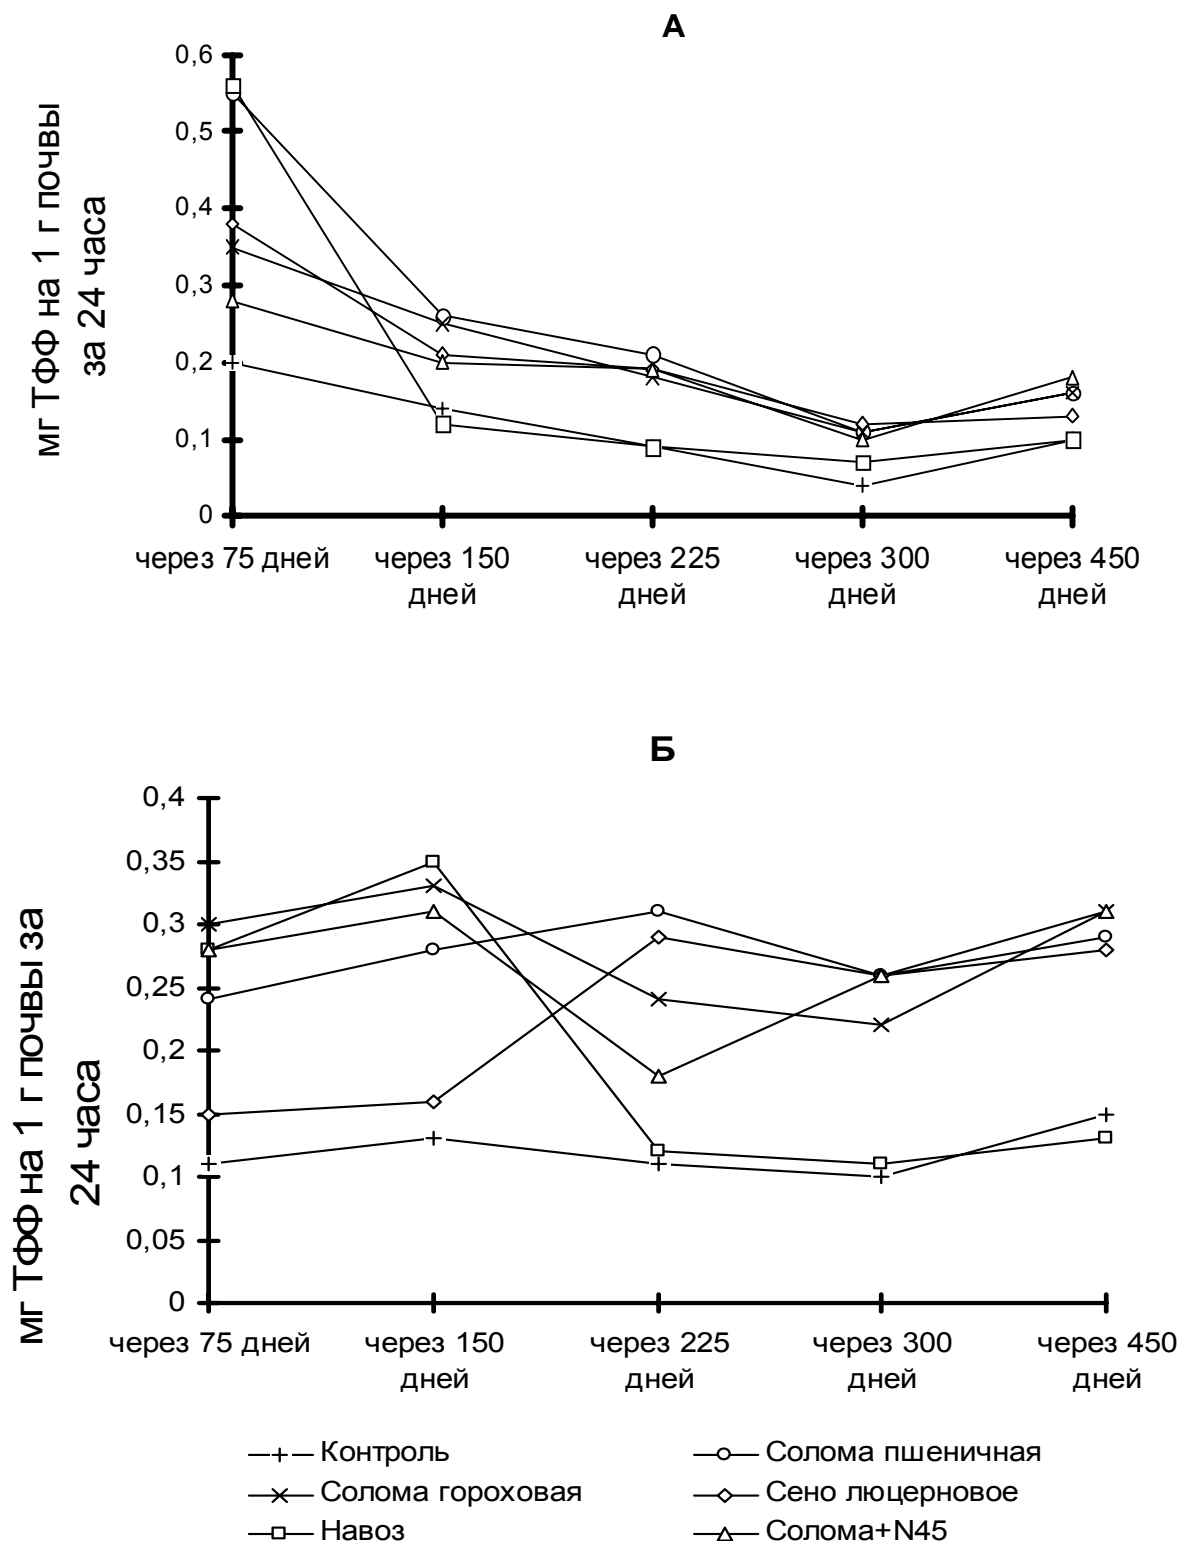 А
мг ТФФ на 1 г почвы
за 24 часа
0,6
0,5
0,4
0,3
0,2
0,1
0
через 75 дней
через 150
дней
через 225
дней
через 300
дней
через 450
дней
Б
мг ТФФ на 1 г почвы за
24 часа
0,4
0,35
0,3
0,25
0,2
0,15
0,1
0,05
0
через 75 дней
через 150
дней
через 225
дней
через 300
дней
через 450
дней
Контроль
Солома пшеничная
Солома гороховая
Сено люцерновое
Навоз
Солома+N45